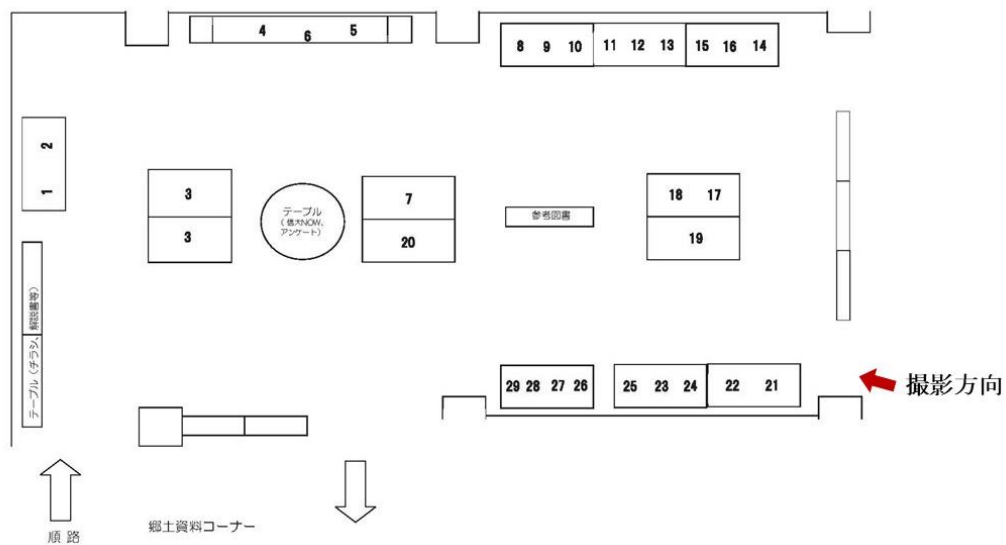 4 6 5
8 9 10 11 12 13 15 16 14
2
1
3
3
テーブル
(信大NOW、
アンケート)
7
20
参考図書
18 17
19
テーブル(チラシ、解説書等)
29 28 27 26
25 23 24 22 21
撮影方向
順路
郷土資料コーナー